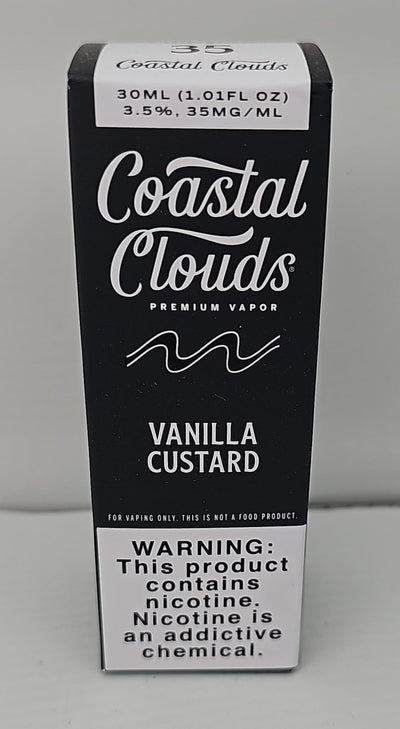 35
Coastal Clouds
30ML (1.01FL OZ)
3.5%, 35MG/ML
Coastal
Clouds®
PREMIUM VAPOR
VANILLA
CUSTARD
FOR VAPING ONLY. THIS IS NOT A FOOD PRODUCT.
WARNING:
This product
contains
nicotine.
Nicotine is
an addictive
chemical.